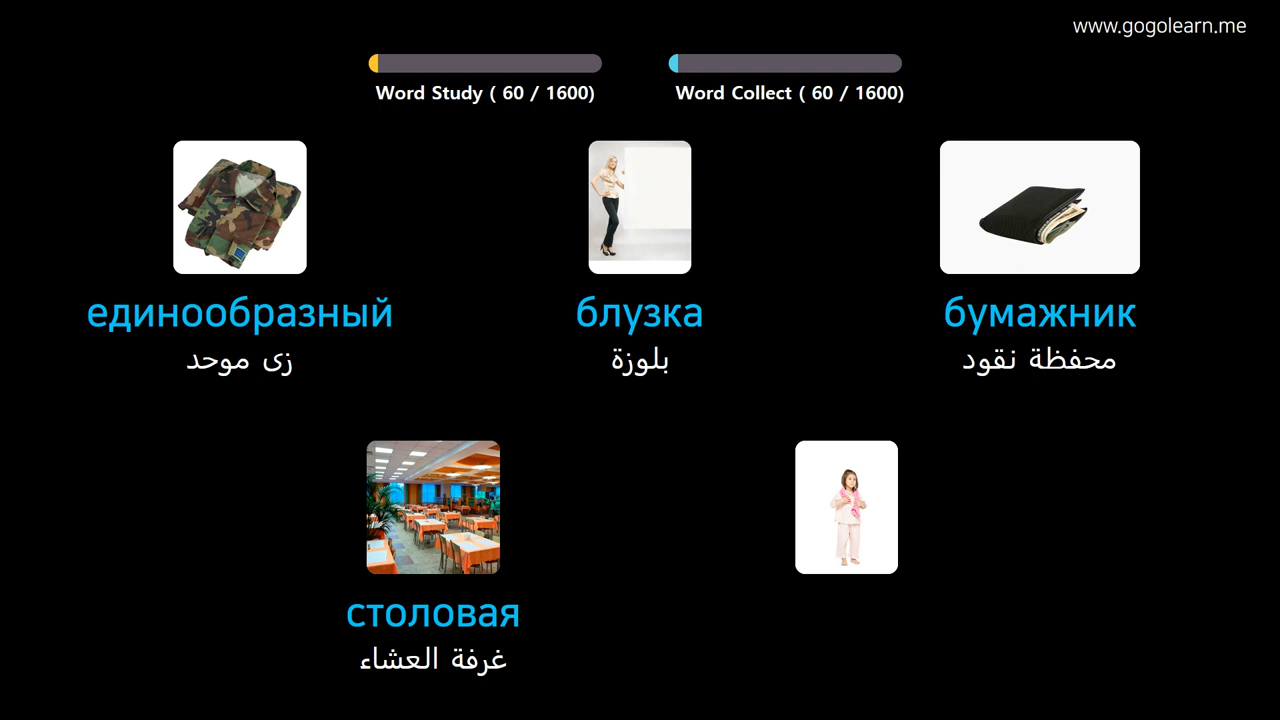 www.gogolearn.me
Word Study ( 60 / 1600)
Word Collect ( 60 / 1600)
единообразный
блузка
бумажник
زى موحد
بلوزة
محفظة نقود
столовая
غرفة العشاء